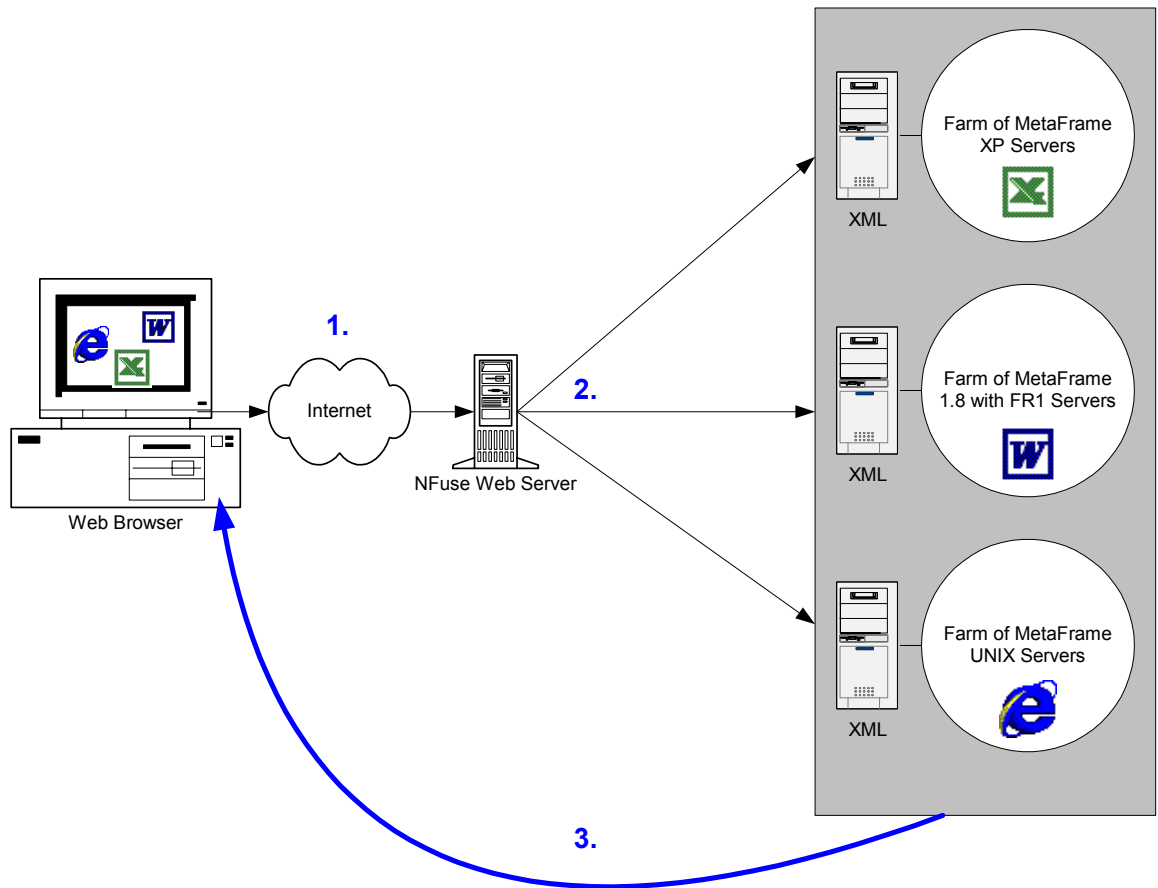 Farm of MetaFrame
XP Servers
XML
1.
Internet
2.
NFuse Web Server
Web Browser
W
Farm of MetaFrame
1.8 with FR1 Servers
W
XML
Farm of MetaFrame
UNIX Servers
XML
3.